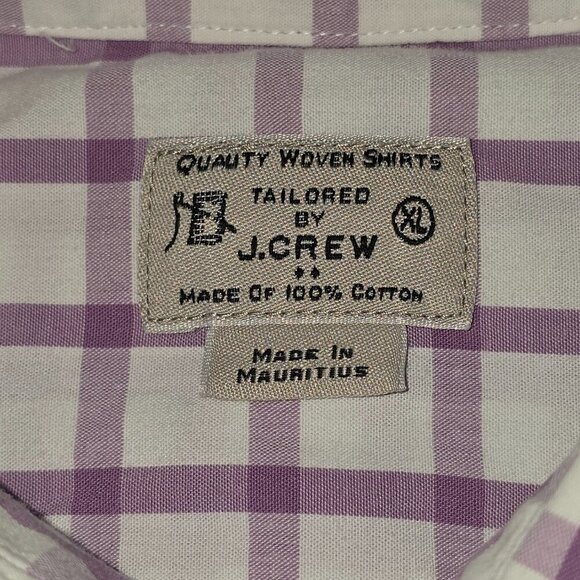 QUALITY WOVEN SHIRTS
TAILORED
BY
XL
J.CREW
MADE OF 100% COTTON
MADE IN
MAURITIUS